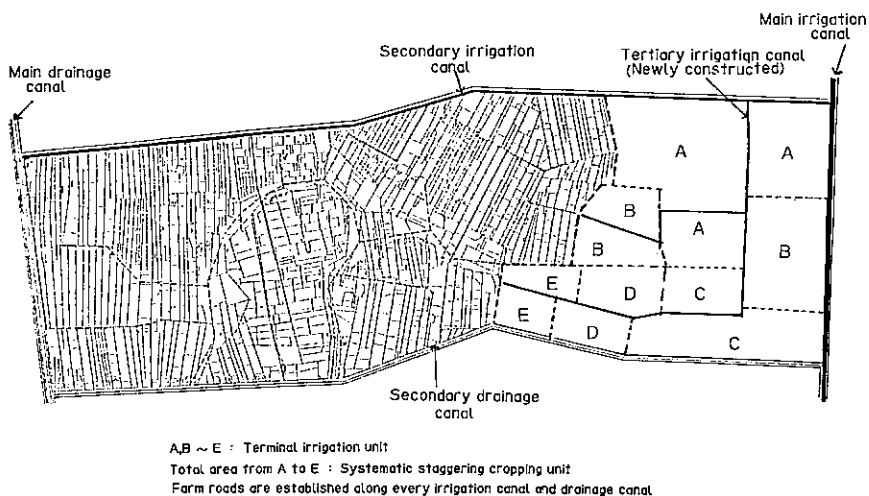 Main irrigation
canal
Secondary irrigation
canal
Tertiary irrigation canal
(Newly constructed)
Main drainage
canal
A
A
B
A
B
B
E
D
C
E
D
C
Secondary drainage
canal
A,B ~ E : Terminal irrigation unit
Total area from A to E : Systematic staggering cropping unit
Farm roads are established along every irrigation canal and drainage canal